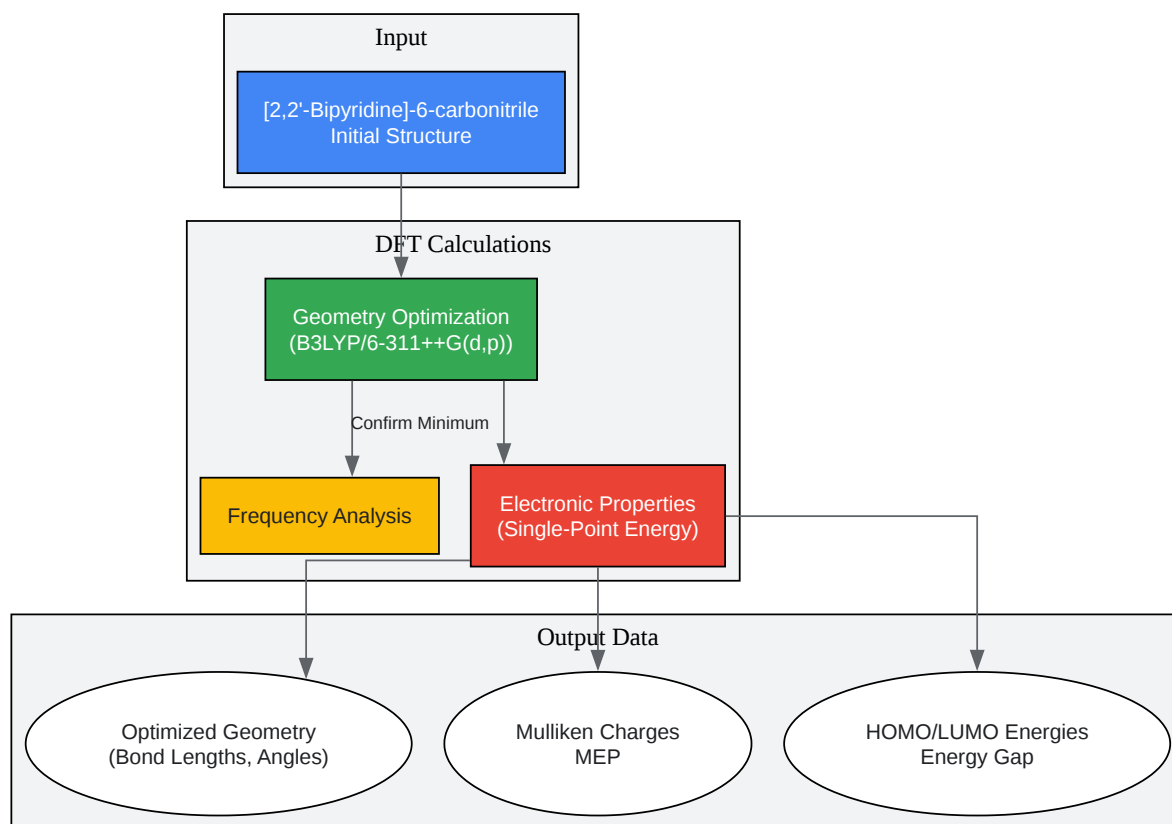 Input
[2,2'-Bipyridine]-6-carbonitrile
Initial Structure
DFT Calculations
Geometry Optimization
(B3LYP/6-311++G(d,p))
Confirm Minimum
Frequency Analysis
Electronic Properties
(Single-Point Energy)
Output Data
Optimized Geometry
(Bond Lengths, Angles)
Mulliken Charges
MEP
HOMO/LUMO Energies
Energy Gap